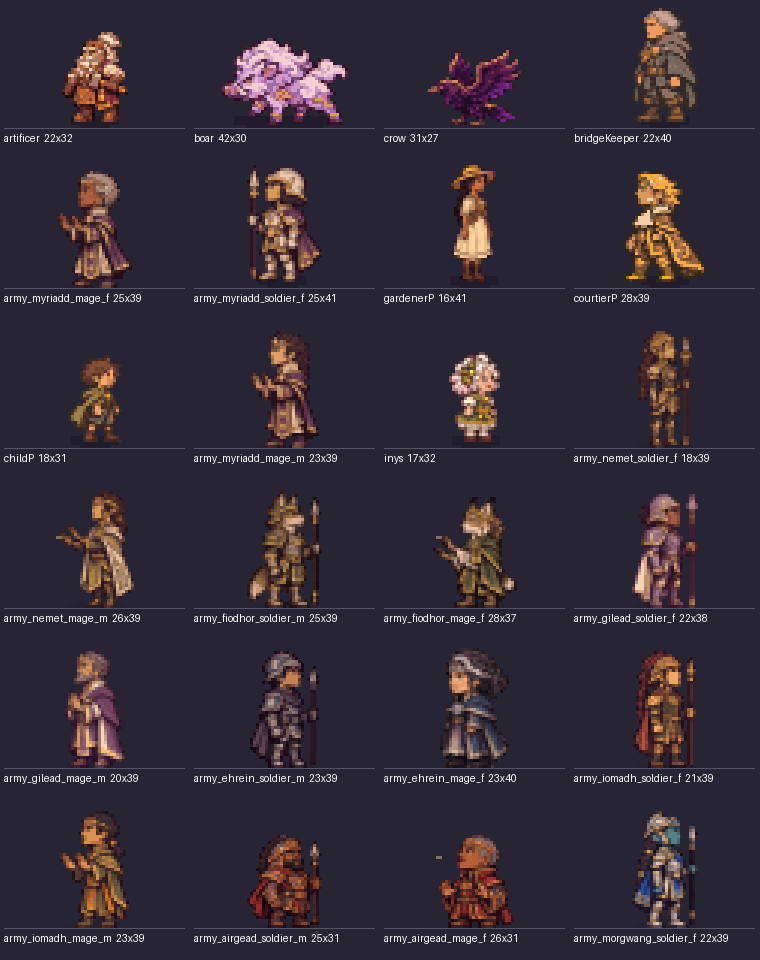 artificer 22x32 boar 42x30 crow 31x27 bridgeKeeper 22x40
army_myriadd_mage_f 25x39 army_myriadd_soldier_f 25x41 gardenerP 16x41 courtierP 28x39
childP 18x31 army_myriadd_mage_m 23x39 inys 17x32 army_nemet_soldier_f 18x39
army_nemet_mage_m 26x39 army_fiodhor_soldier_m 25x39 army_fiodhor_mage_f 28x37 army_gilead_soldier_f 22x38
army_gilead_mage_m 20x39 army_ehrein_soldier_m 23x39 army_ehrein_mage_f 23x40 army_iomadh_soldier_f 21x39
army_iomadh_mage_m 23x39 army_airgead_soldier_m 25x31 army_airgead_mage_f 26x31 army_morgwang_soldier_f 22x39